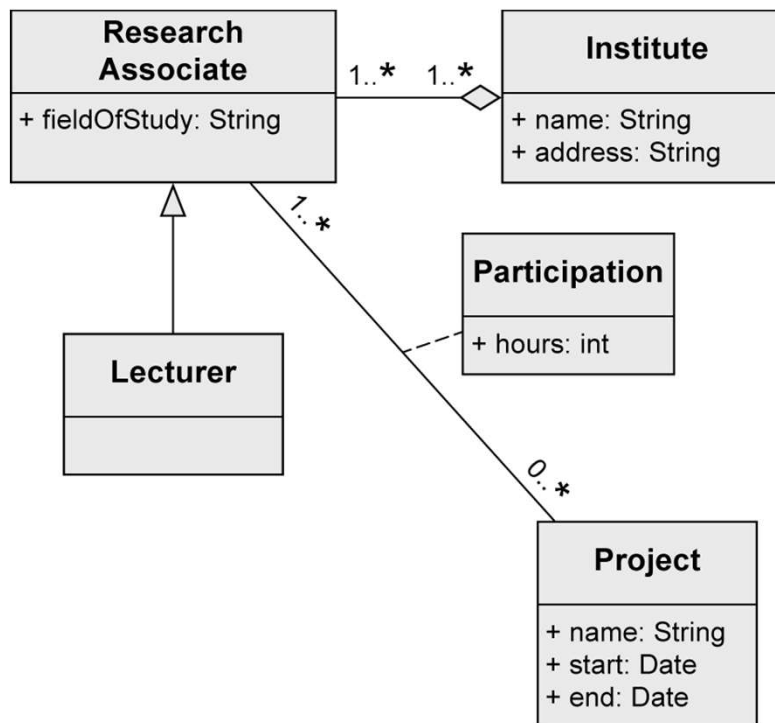 Research
Associate
+ fieldOfStudy: String
1..*
1..*
Institute
+ name: String
+ address: String
1..*
Participation
+ hours: int
Lecturer
0..*
Project
+ name: String
+ start: Date
+ end: Date